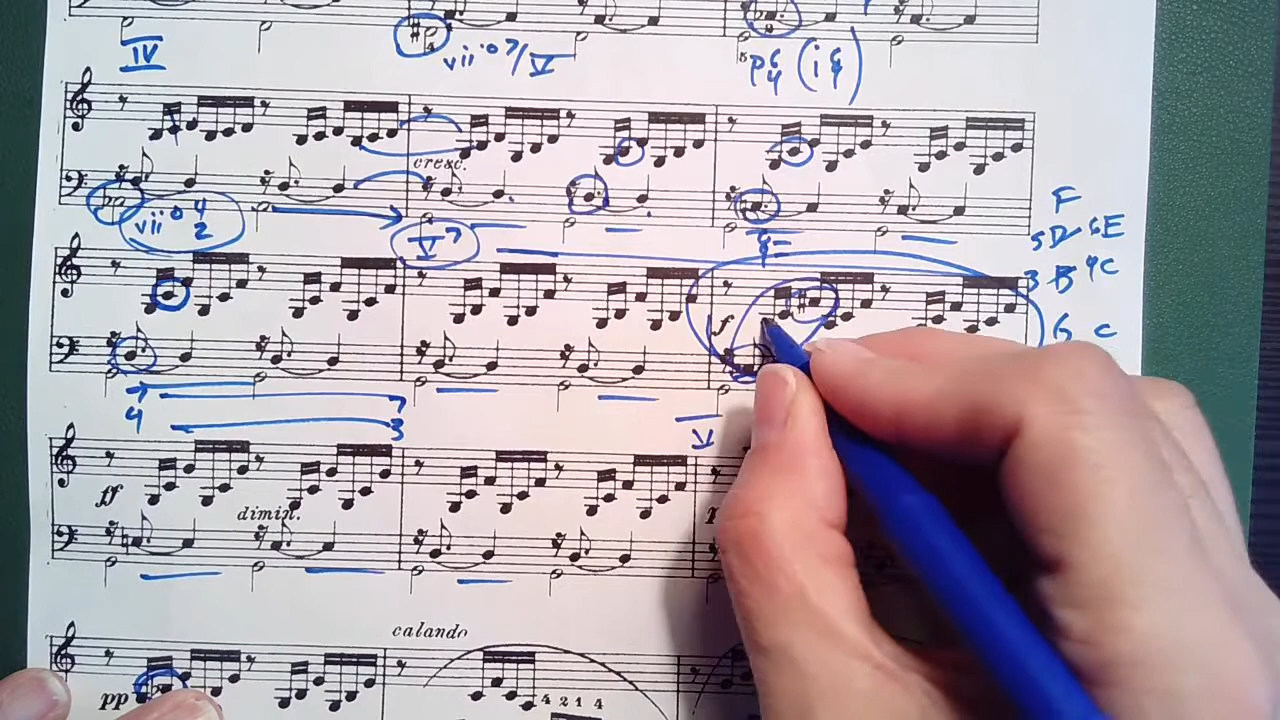 IV
vii°7/V
P6/4 (i6/4)
cresc.
vii°4/2
V7
F
5 D 6 E
3 B 4 C
G C
f
4
3
V
ff
dimin.
calando
pp
4 2 1 4